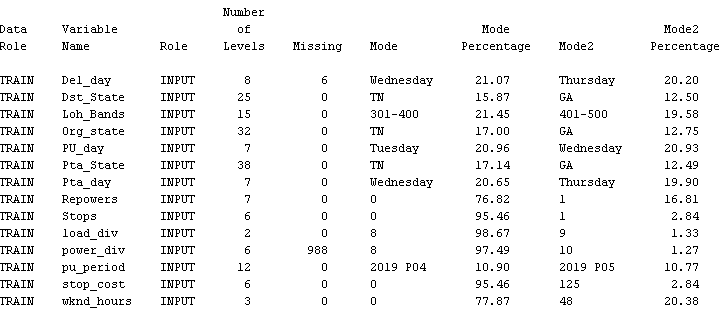 Number
Data Variable of Mode Mode2
Role Name Role Levels Missing Mode Percentage Mode2 Percentage
TRAIN Del_day INPUT 8 6 Wednesday 21.07 Thursday 20.20
TRAIN Dst_State INPUT 25 0 TN 15.87 GA 12.50
TRAIN Loh_Bands INPUT 15 0 301-400 21.45 401-500 19.58
TRAIN Org_state INPUT 32 0 TN 17.00 GA 12.75
TRAIN PU_day INPUT 7 0 Tuesday 20.96 Wednesday 20.93
TRAIN Pta_State INPUT 38 0 TN 17.14 GA 12.49
TRAIN Pta_day INPUT 7 0 Wednesday 20.65 Thursday 19.90
TRAIN Repowers INPUT 7 0 0 76.82 1 16.81
TRAIN Stops INPUT 6 0 0 95.46 1 2.84
TRAIN load_div INPUT 2 0 8 98.67 9 1.33
TRAIN power_div INPUT 6 988 8 97.49 10 1.27
TRAIN pu_period INPUT 12 0 2019 P04 10.90 2019 P05 10.77
TRAIN stop_cost INPUT 6 0 0 95.46 125 2.84
TRAIN wknd_hours INPUT 3 0 0 77.87 48 20.38